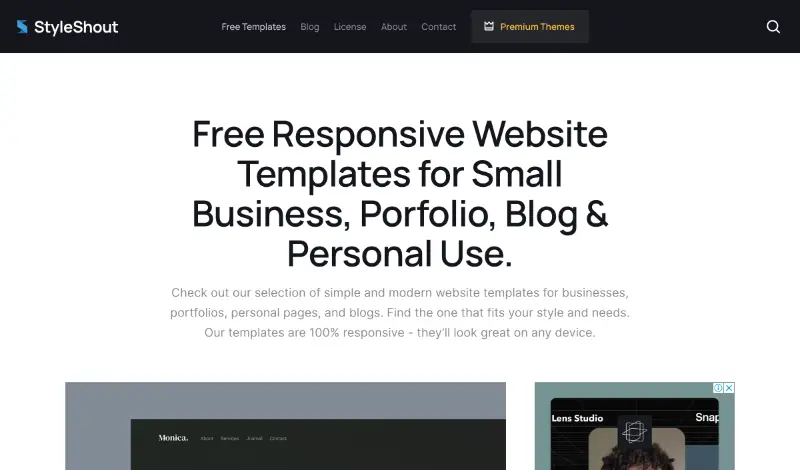 StyleShout
Free Templates Blog License About Contact Premium Themes
Free Responsive Website
Templates for Small
Business, Porfolio, Blog &
Personal Use.
Check out our selection of simple and modern website templates for businesses,
portfolios, personal pages, and blogs. Find the one that fits your style and needs.
Our templates are 100% responsive - they'll look great on any device.
Monica.
About Services Journal Contact
Lens Studio
Snap